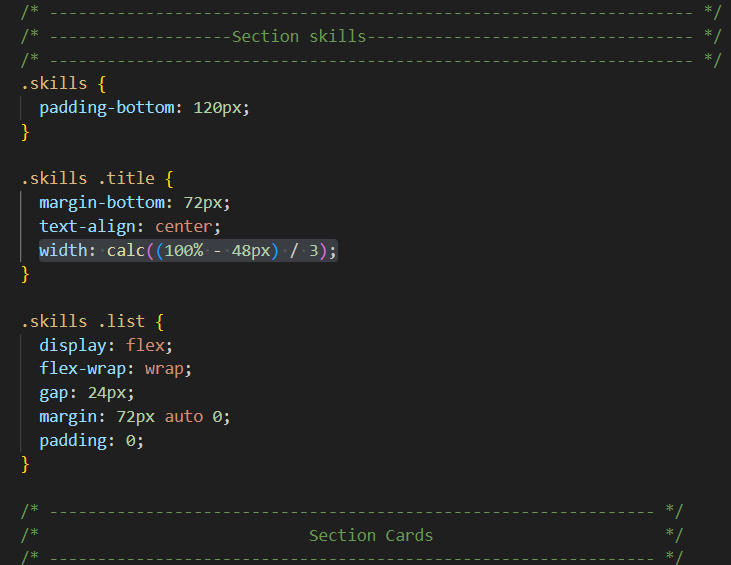 /* ------------------------------------------------------------------- */
/* -------------------Section skills---------------------------------- */
/* ------------------------------------------------------------------- */
.skills {
  padding-bottom: 120px;
}

.skills .title {
  margin-bottom: 72px;
  text-align: center;
  width: calc((100% - 48px) / 3);
}

.skills .list {
  display: flex;
  flex-wrap: wrap;
  gap: 24px;
  margin: 72px auto 0;
  padding: 0;
}

/* --------------------------------------------------------------- */
/*                            Section Cards                        */
/* --------------------------------------------------------------- */